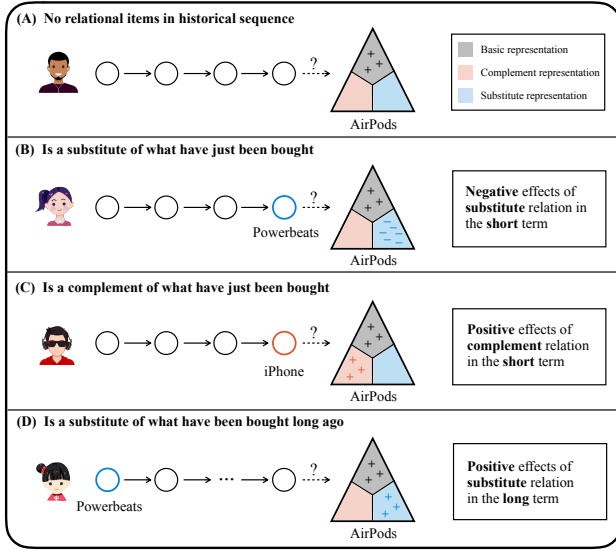 (A) No relational items in historical sequence
?
AirPods
Basic representation
Complement representation
Substitute representation
(B) Is a substitute of what have just been bought
?
Powerbeats
AirPods
Negative effects of
substitute relation in
the short term
(C) Is a complement of what have just been bought
?
iPhone
AirPods
Positive effects of
complement relation
in the short term
(D) Is a substitute of what have been bought long ago
Powerbeats
...
?
AirPods
Positive effects of
substitute relation
in the long term